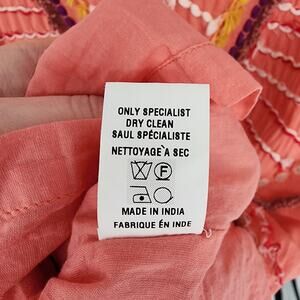 ONLY SPECIALIST
DRY CLEAN
SAUL SPÉCIALISTE
NETTOYAGE`A SEC
F
MADE IN INDIA
FABRIQUE ÉN INDE